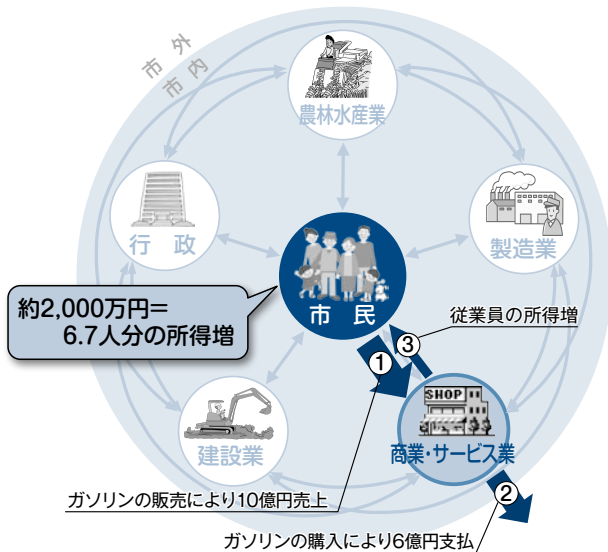 市外
市内
農林水産業
行 政
製造業
市 民
約2,000万円=
6.7人分の所得増
従業員の所得増
①
③
SHOP
建設業
商業・サービス業
ガソリンの販売により10億円売上
②
ガソリンの購入により6億円支払